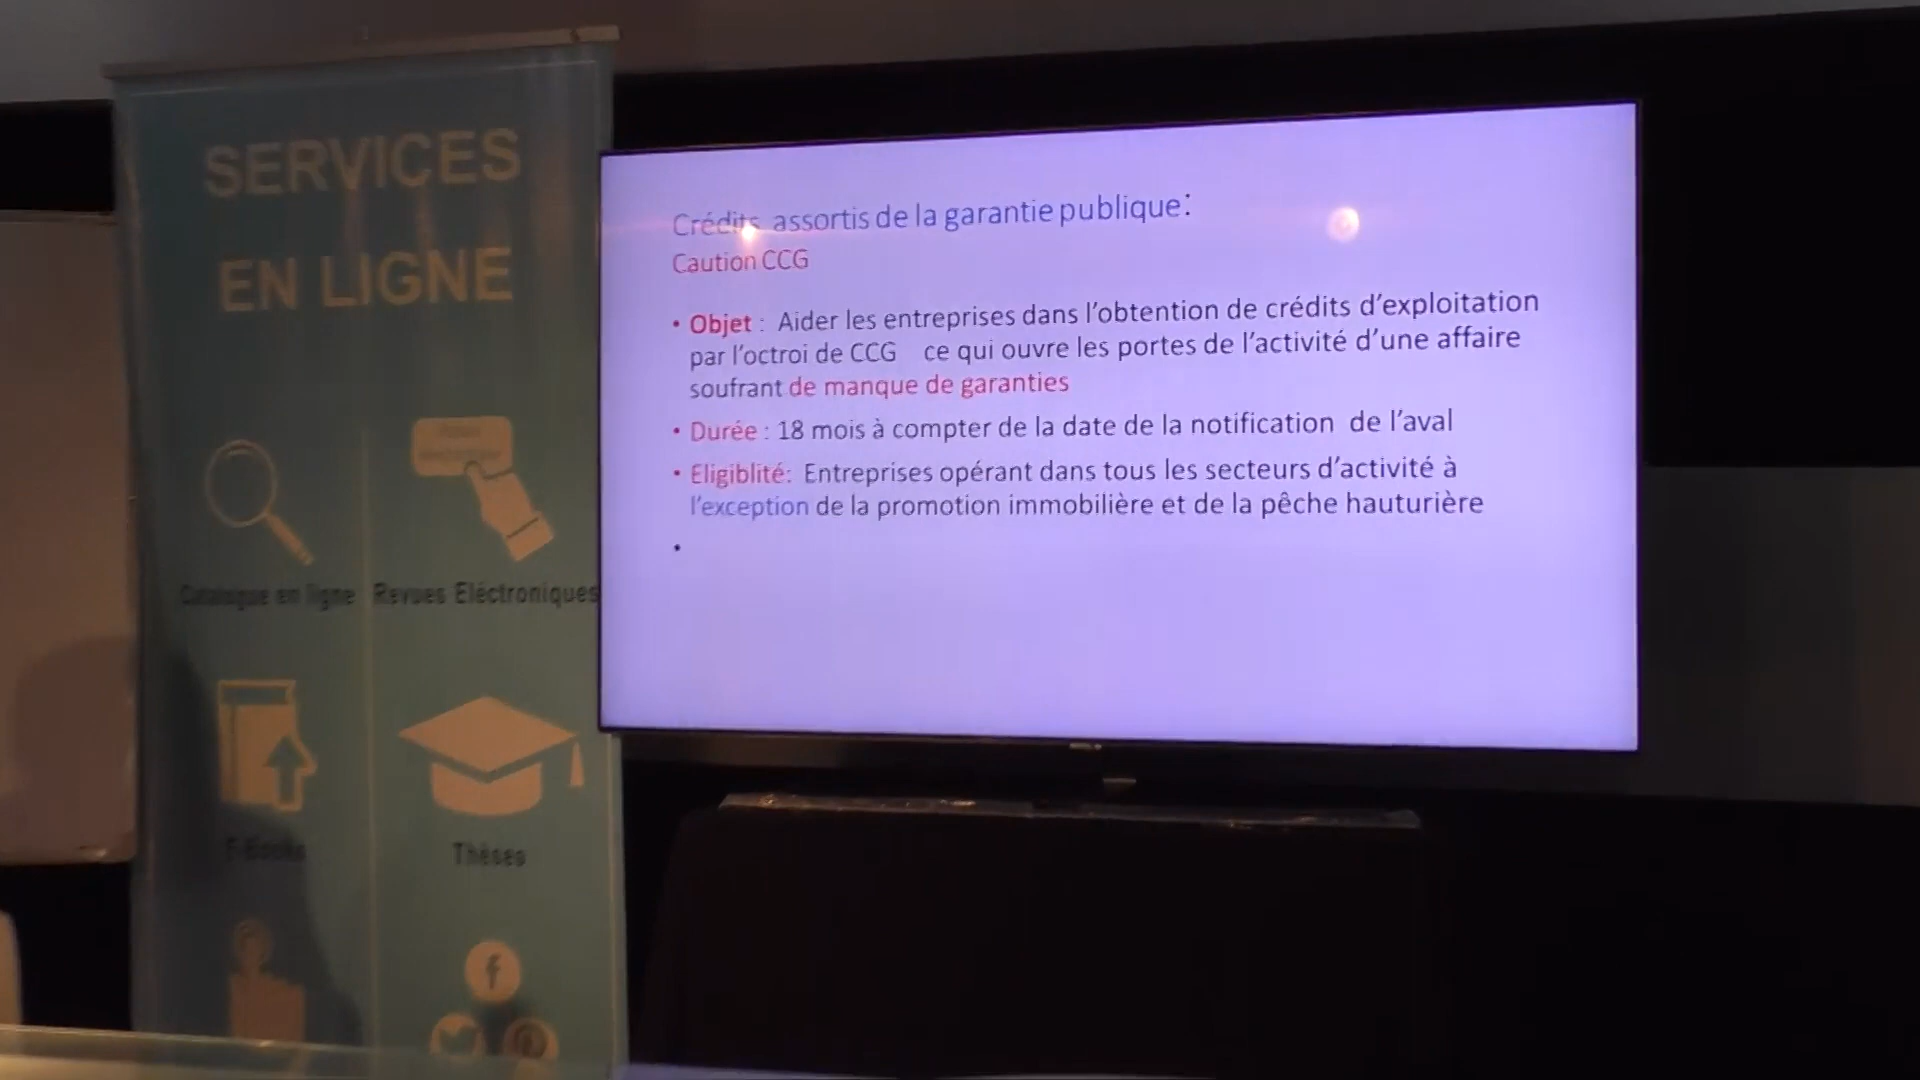 SERVICES
EN LIGNE
Catalogue en ligne
Revues Eléctroniques
E-Books
Thèses
Crédits assortis de la garantie publique:
Caution CCG
• Objet : Aider les entreprises dans l'obtention de crédits d'exploitation
par l'octroi de CCG ce qui ouvre les portes de l'activité d'une affaire
soufrant de manque de garanties
• Durée : 18 mois à compter de la date de la notification de l'aval
• Eligiblité: Entreprises opérant dans tous les secteurs d'activité à
l'exception de la promotion immobilière et de la pêche hauturière
•